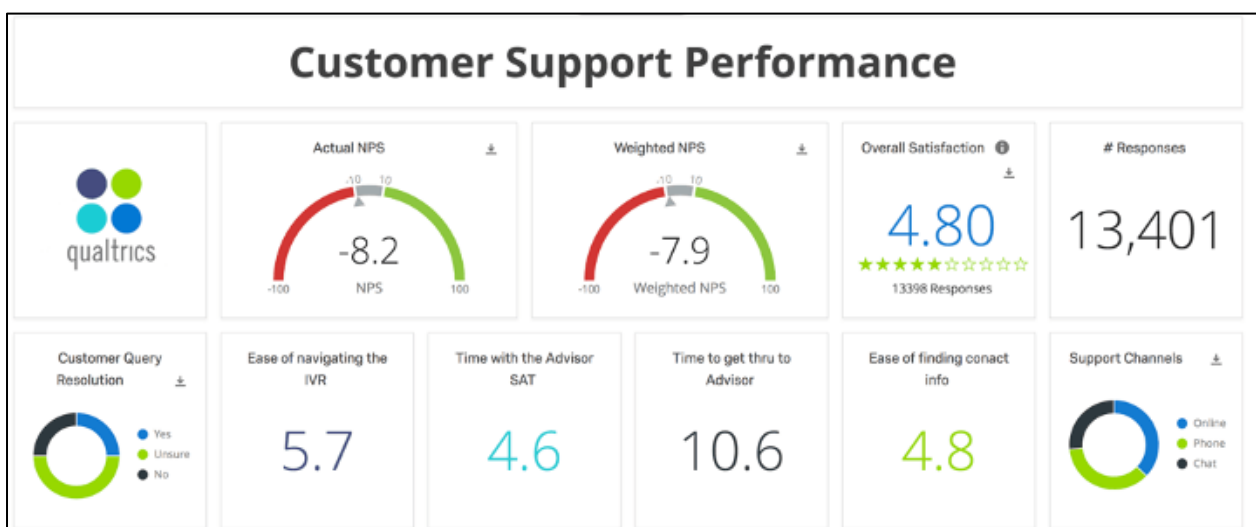 Customer Support Performance
qualtrics
Actual NPS
-10 10
-8.2
-100 NPS 100
Weighted NPS
-10 10
-7.9
-100 Weighted NPS 100
Overall Satisfaction
4.80
13398 Responses
# Responses
13,401
Customer Query
Resolution
Yes
Unsure
No
Ease of navigating the
IVR
5.7
Time with the Advisor
SAT
4.6
Time to get thru to
Advisor
10.6
Ease of finding conact
info
4.8
Support Channels
Online
Phone
Chat